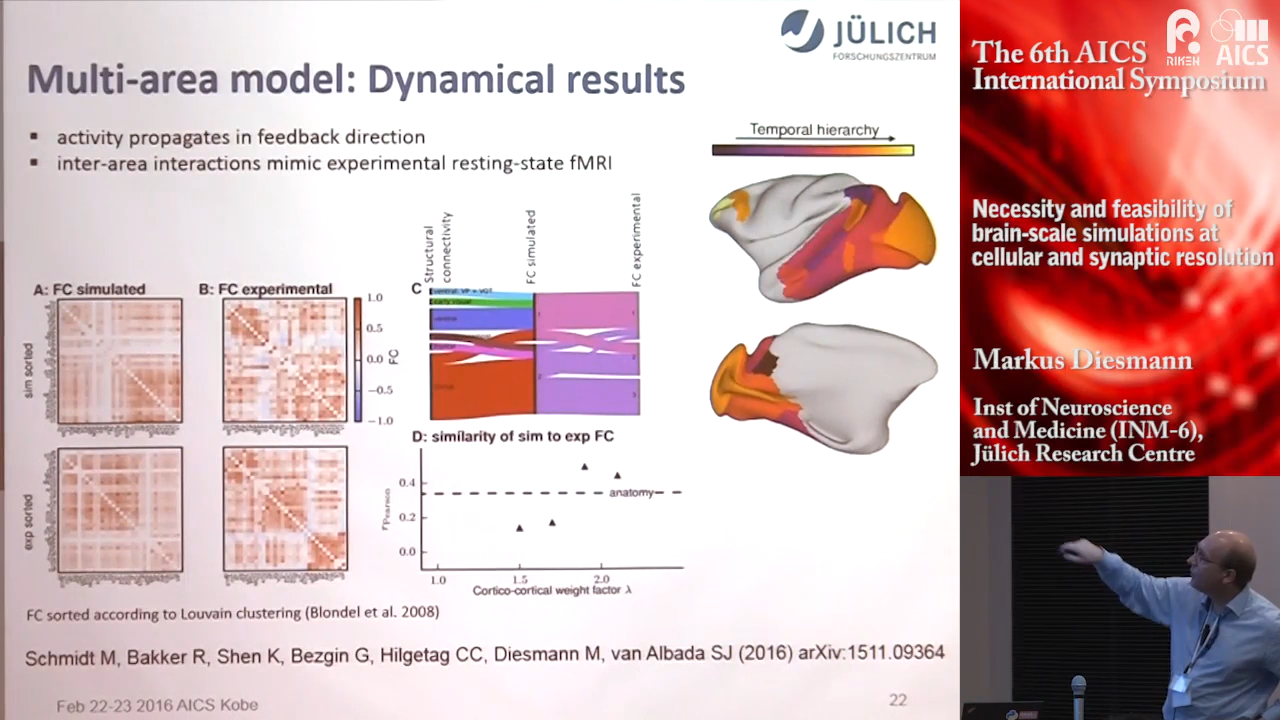 JÜLICH
FORSCHUNGSZENTRUM
Multi-area model: Dynamical results
activity propagates in feedback direction
inter-area interactions mimic experimental resting-state fMRI
Temporal hierarchy
Structural
connectivity
FC simulated
FC experimental
A: FC simulated
B: FC experimental
C
sim sorted
exp sorted
1.0
0.5
0.0
−0.5
−1.0
FC
D: similarity of sim to exp FC
0.4
0.2
0.0
rPearson
anatomy
1.0
1.5
2.0
Cortico-cortical weight factor λ
FC sorted according to Louvain clustering (Blondel et al. 2008)
Schmidt M, Bakker R, Shen K, Bezgin G, Hilgetag CC, Diesmann M, van Albada SJ (2016) arXiv:1511.09364
Feb 22-23 2016 AICS Kobe
22
The 6th AICS
International Symposium
RIKEN
AICS
Necessity and feasibility of
brain-scale simulations at
cellular and synaptic resolution
Markus Diesmann
Inst of Neuroscience
and Medicine (INM-6),
Jülich Research Centre